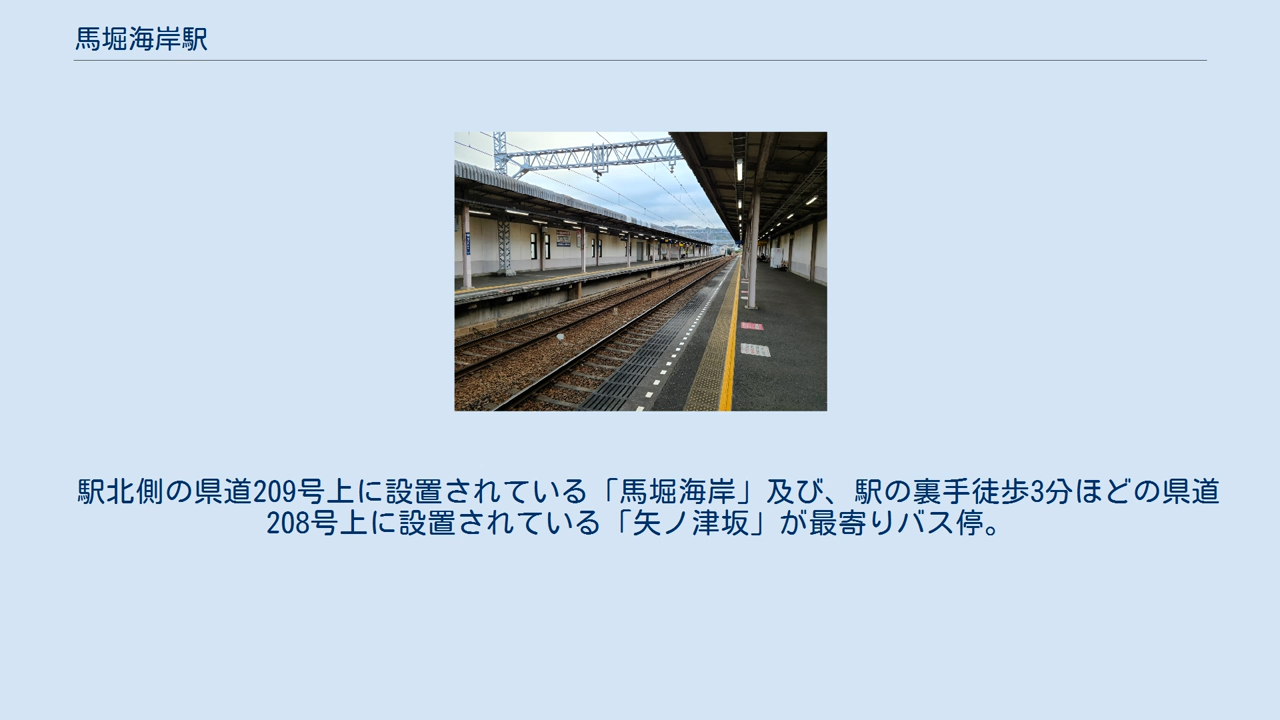 馬堀海岸駅
駅北側の県道209号上に設置されている「馬堀海岸」及び、駅の裏手徒歩3分ほどの県道
208号上に設置されている「矢ノ津坂」が最寄りバス停。